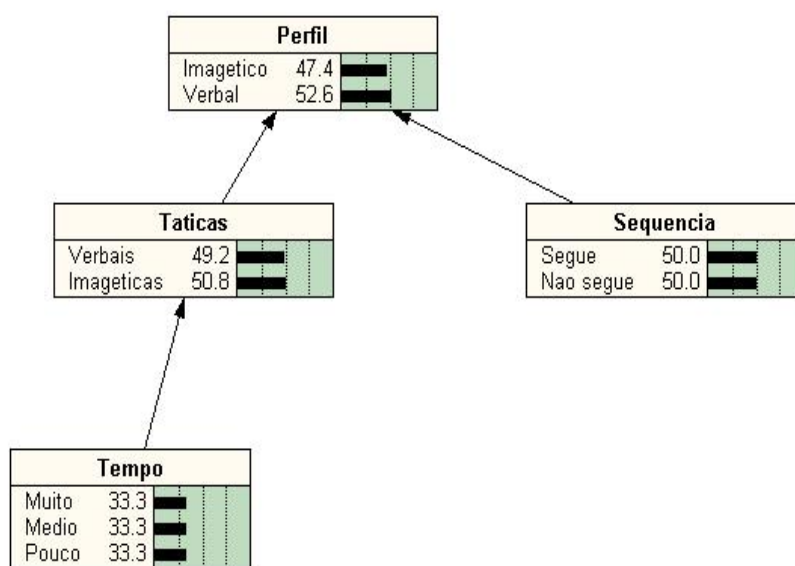 Perfil
Imagetico 47.4
Verbal 52.6
Taticas
Verbais 49.2
Imageticas 50.8
Sequencia
Segue 50.0
Nao segue 50.0
Tempo
Muito 33.3
Medio 33.3
Pouco 33.3